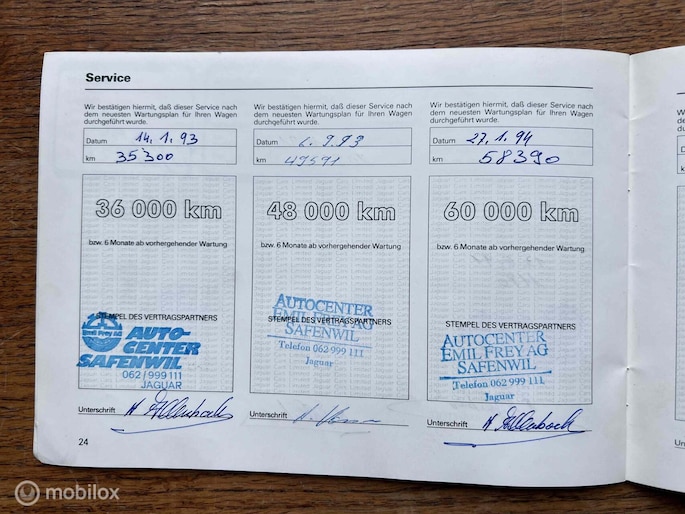 Service
Wir bestätigen hiermit, daß dieser Service nach
dem neuesten Wartungsplan für Ihren Wagen
durchgeführt wurde.
Datum 14.1.93
km 35300
36 000 km
bzw. 6 Monate ab vorhergehender Wartung
STEMPEL DES VERTRAGSPARTNERS
Emil Frey AG
AUTO-
CENTER
SAFENWIL
062/999 111
JAGUAR
Unterschrift
24
Wir bestätigen hiermit, daß dieser Service nach
dem neuesten Wartungsplan für Ihren Wagen
durchgeführt wurde.
Datum 9.93
km
48 000 km
bzw. 6 Monate ab vorhergehender Wartung
STEMPEL DES VERTRAGSPARTNERS
AUTOCENTER
EMIL FREY AG
SAFENWIL
Telefon 062 999 111
Jaguar
Unterschrift
Wir bestätigen hiermit, daß dieser Service nach
dem neuesten Wartungsplan für Ihren Wagen
durchgeführt wurde.
Datum 27.1.94
km 58390
60 000 km
bzw. 6 Monate ab vorhergehender Wartung
STEMPEL DES VERTRAGSPARTNERS
AUTOCENTER
EMIL FREY AG
SAFENWIL
Telefon 062 999 111
Jaguar
Unterschrift
mobilox